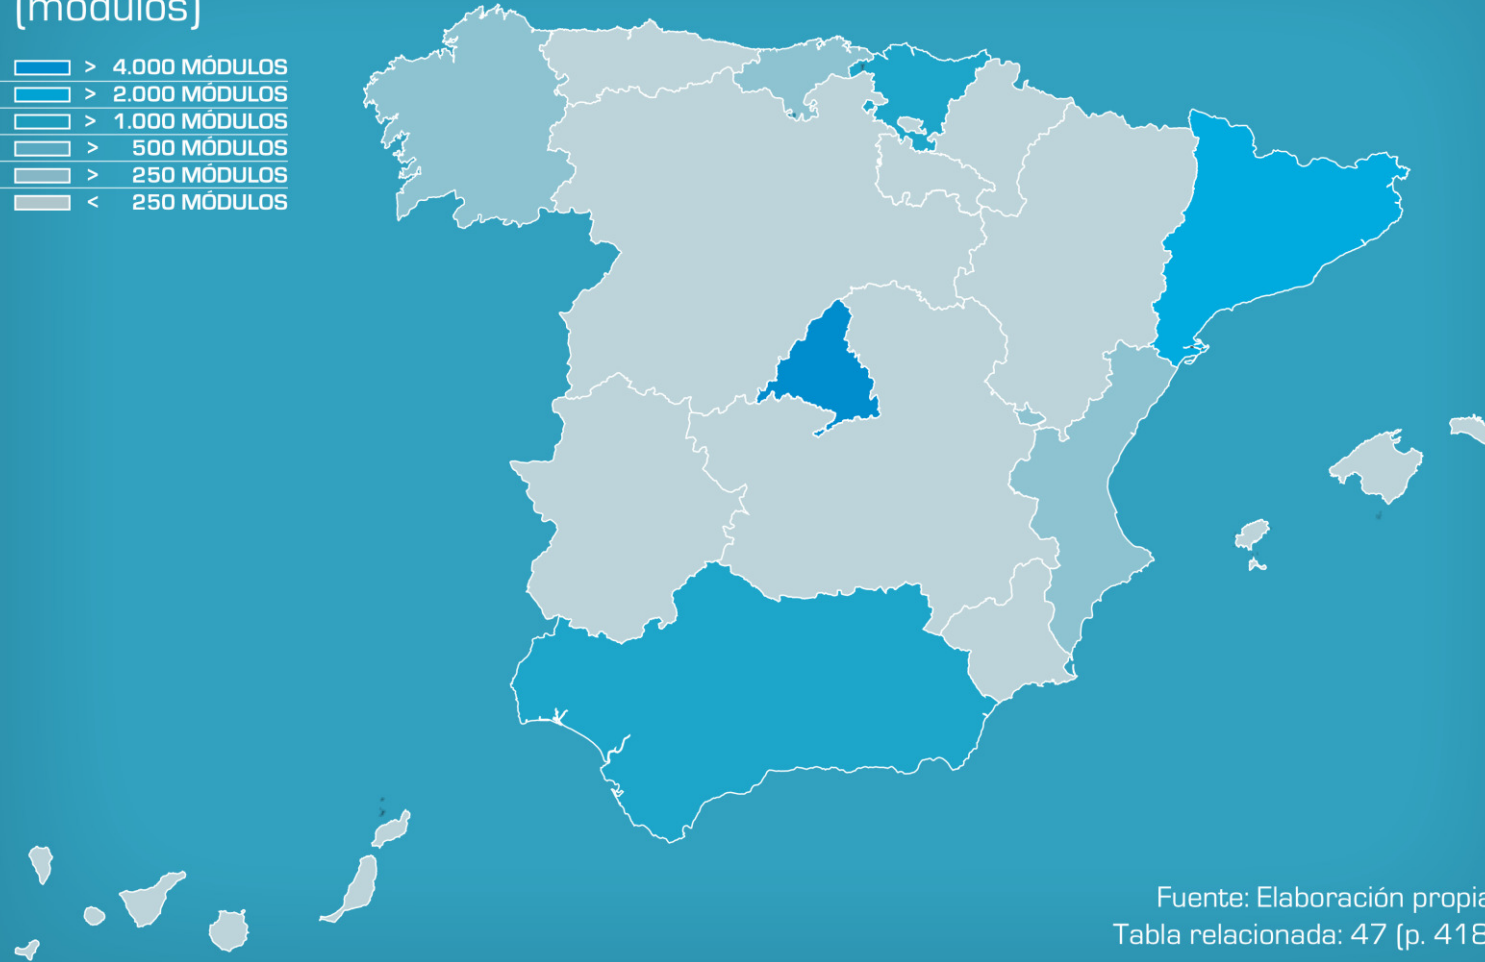 (módulos)
> 4.000 MÓDULOS
> 2.000 MÓDULOS
> 1.000 MÓDULOS
> 500 MÓDULOS
> 250 MÓDULOS
< 250 MÓDULOS
Fuente: Elaboración propia
Tabla relacionada: 47 (p. 418